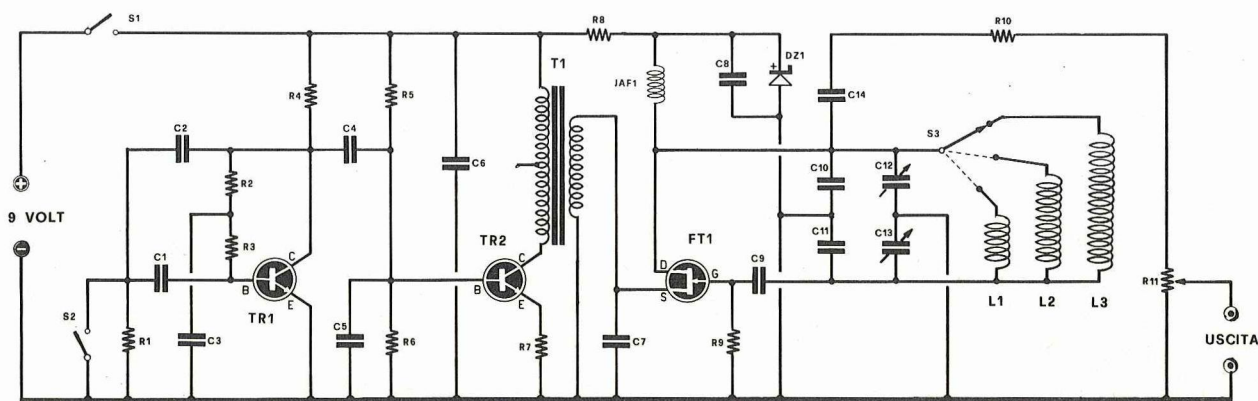 S1
R8
R10
T1
C8
DZ1
+
JAF1
R4
R5
C14
C2
C4
S3
C6
C10
C12
R2
+
9 VOLT
-
R3
TR2
FT1
C11
C13
C1
C
C
D
G
C9
B
B
S
E
E
L1
L2
L3
R11
S2
TR1
R1
C3
C5
R6
R7
C7
R9
USCITA